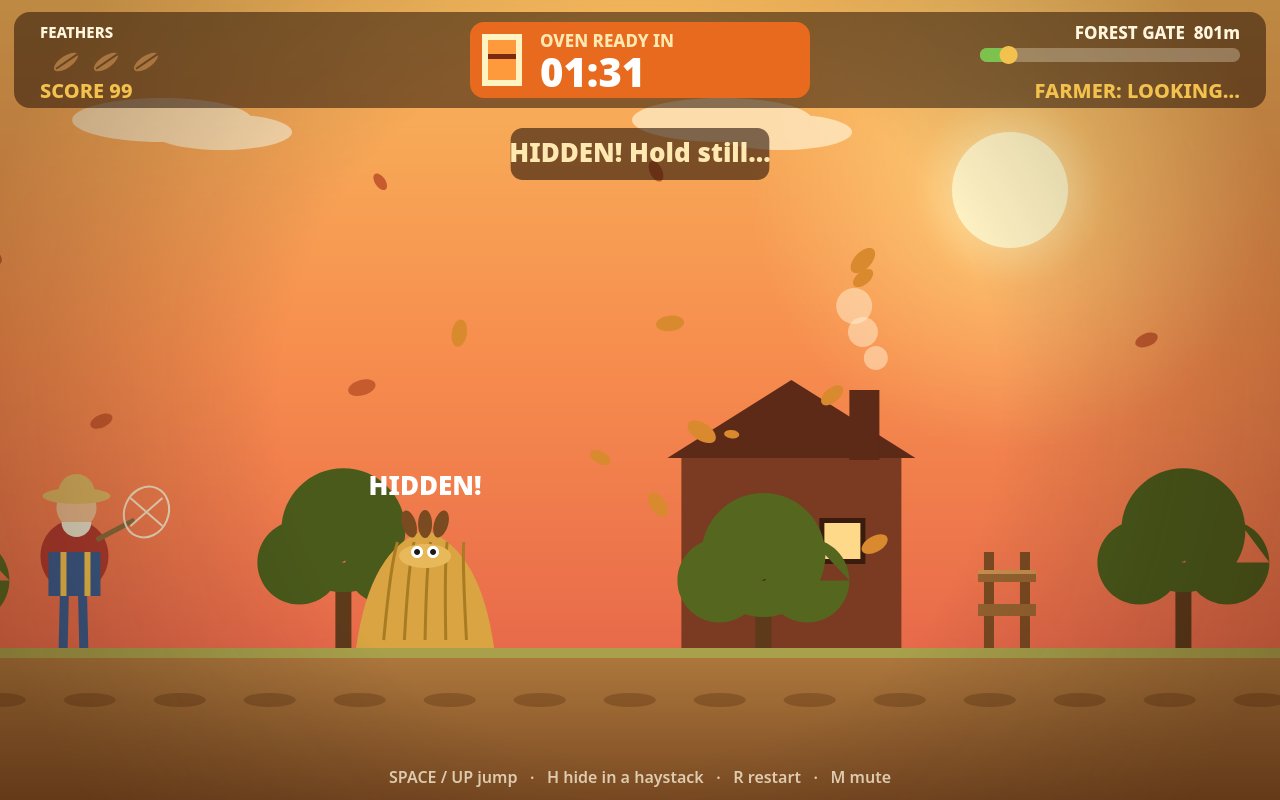 FEATHERS
SCORE 99
OVEN READY IN
01:31
FOREST GATE 801m
FARMER: LOOKING...
HIDDEN! Hold still...
HIDDEN!
SPACE / UP jump · H hide in a haystack · R restart · M mute